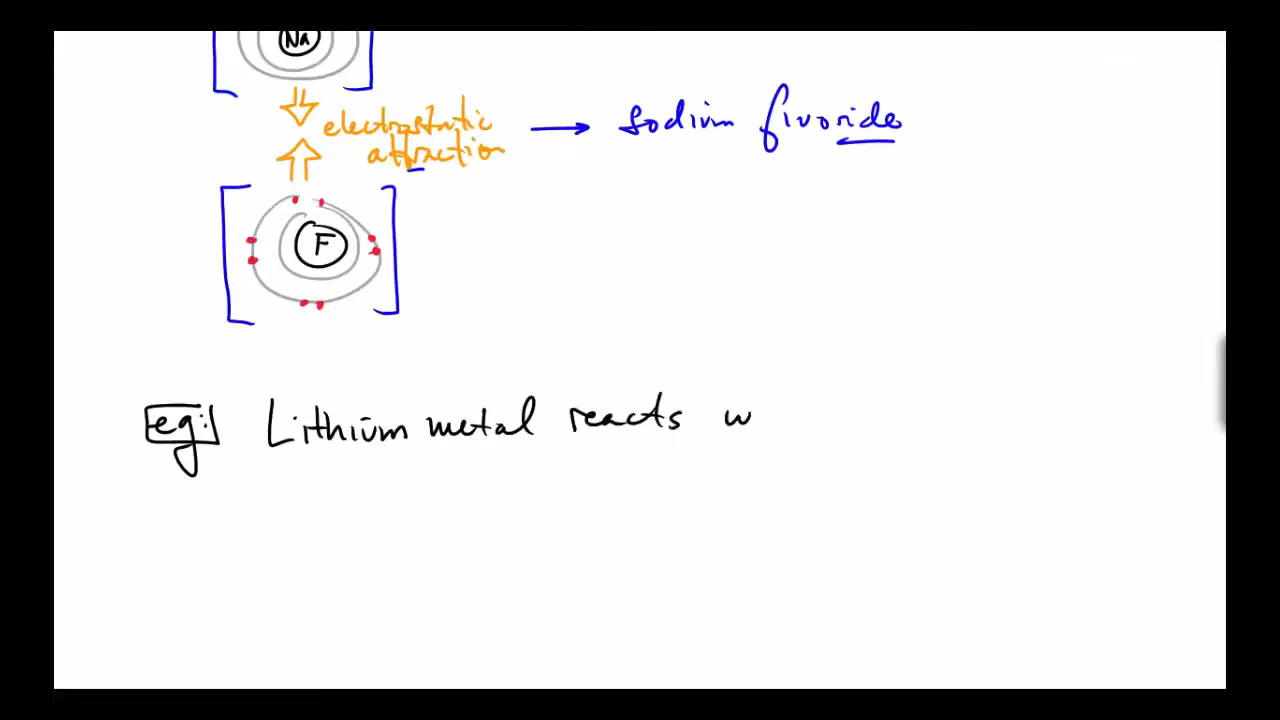 Na
electrostatic → sodium fluoride
attraction
F
eg: Lithium metal reacts w